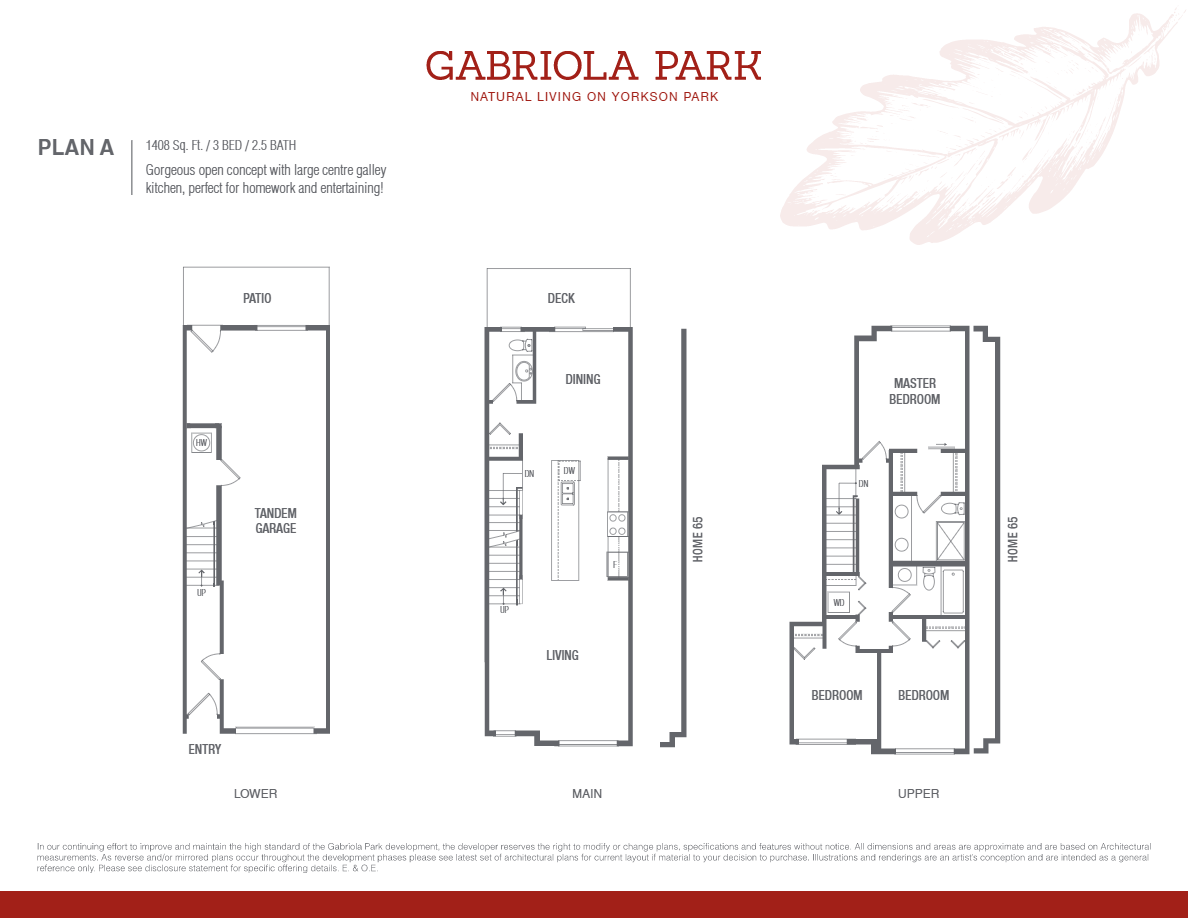 GABRIOLA PARK
NATURAL LIVING ON YORKSON PARK
PLAN A
1408 Sq. Ft. / 3 BED / 2.5 BATH
Gorgeous open concept with large centre galley
kitchen, perfect for homework and entertaining!
PATIO
HW
TANDEM
GARAGE
UP
ENTRY
LOWER
DECK
DINING
DN
DW
F
UP
LIVING
HOME 65
MAIN
MASTER
BEDROOM
DN
WD
BEDROOM
BEDROOM
HOME 65
UPPER
In our continuing effort to improve and maintain the high standard of the Gabriola Park development, the developer reserves the right to modify or change plans, specifications and features without notice. All dimensions and areas are approximate and are based on Architectural
measurements. As reverse and/or mirrored plans occur throughout the development phases please see latest set of architectural plans for current layout if material to your decision to purchase. Illustrations and renderings are an artist's conception and are intended as a general
reference only. Please see disclosure statement for specific offering details. E. & O.E.